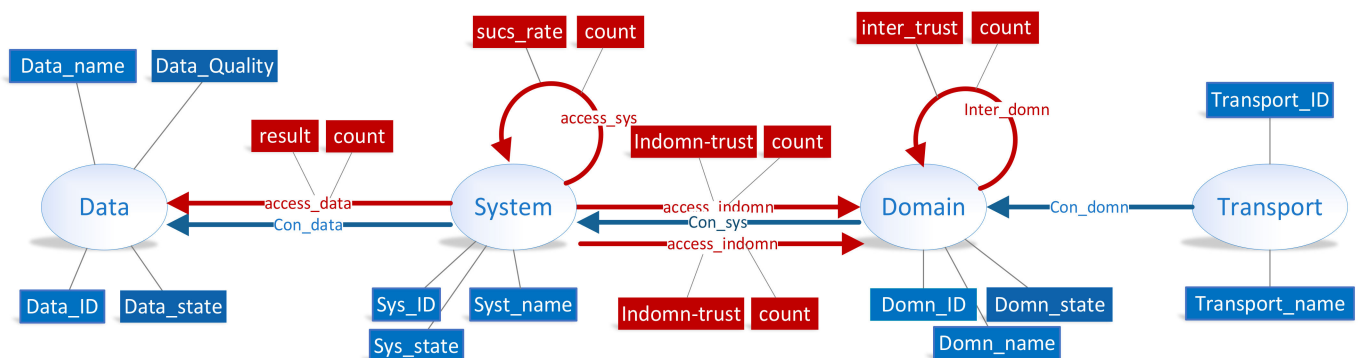 sucs_rate
count
inter_trust
count
Data_name
Data_Quality
Transport_ID
access_sys
Inter_domn
result
count
Indomn-trust
count
Data
System
Domain
Transport
access_data
access_indomn
Con_domn
Con_data
Con_sys
access_indomn
Data_ID
Data_state
Sys_ID
Syst_name
Indomn-trust
count
Domn_ID
Domn_state
Transport_name
Sys_state
Domn_name